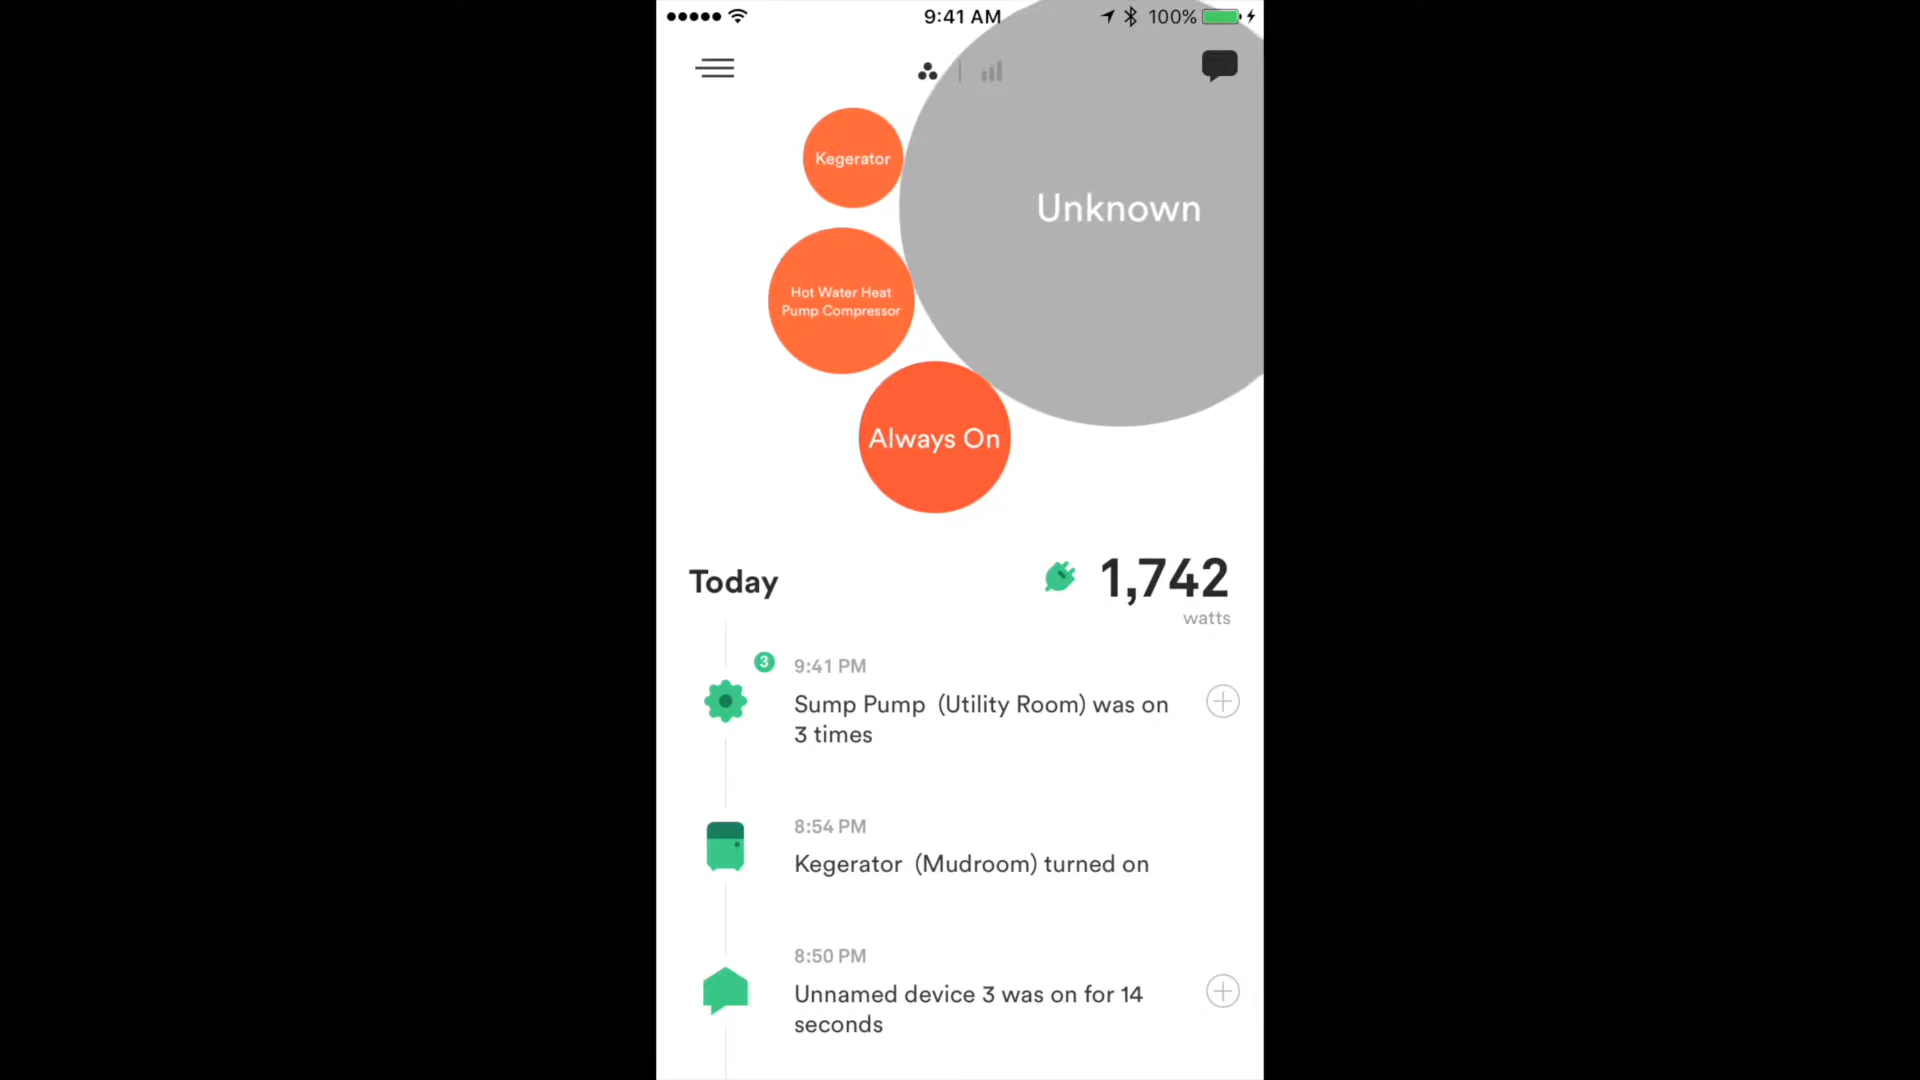 9:41 AM
100%
Kegerator
Unknown
Hot Water Heat
Pump Compressor
Always On
Today
1,742
watts
3
9:41 PM
Sump Pump (Utility Room) was on
3 times
8:54 PM
Kegerator (Mudroom) turned on
8:50 PM
Unnamed device 3 was on for 14
seconds